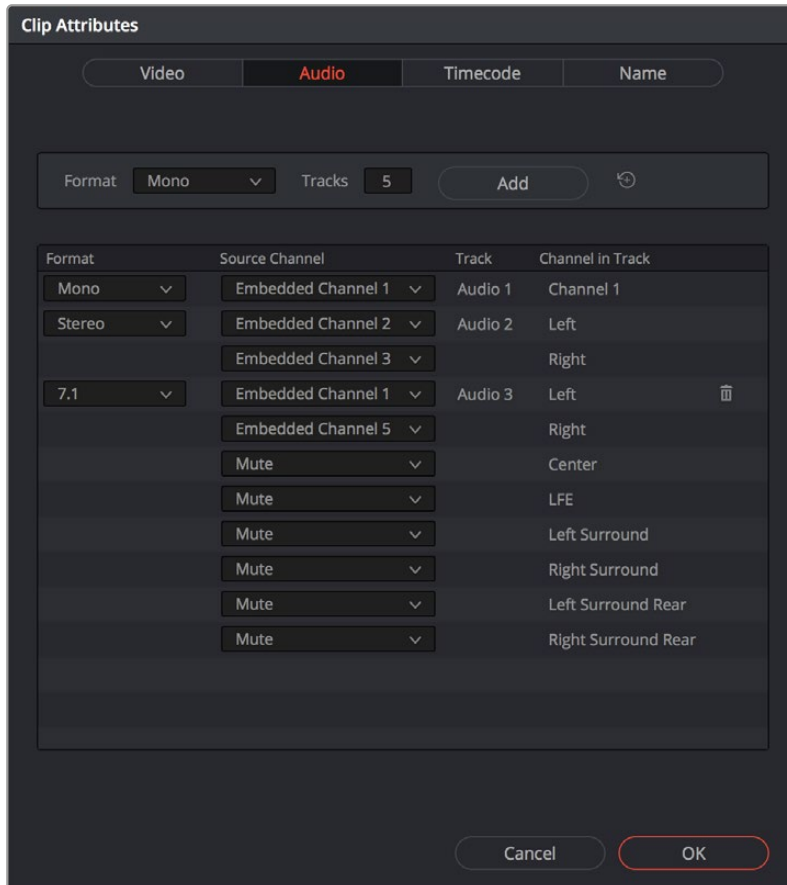 Clip Attributes
Video Audio Timecode Name
Format Mono Tracks 5 Add
Format Source Channel Track Channel in Track
Mono Embedded Channel 1 Audio 1 Channel 1
Stereo Embedded Channel 2 Audio 2 Left
Embedded Channel 3 Right
7.1 Embedded Channel 1 Audio 3 Left
Embedded Channel 5 Right
Mute Center
Mute LFE
Mute Left Surround
Mute Right Surround
Mute Left Surround Rear
Mute Right Surround Rear
Cancel OK